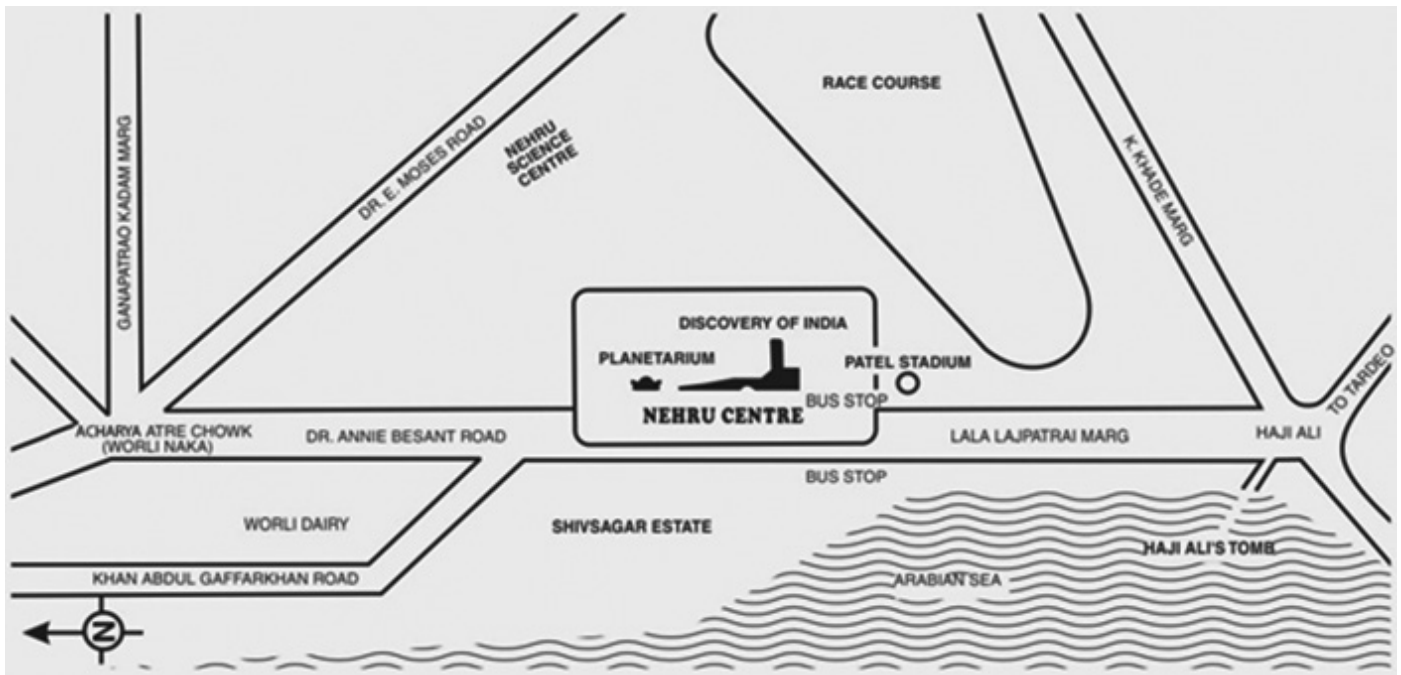 RACE COURSE
GANAPATRAO KADAM MARG
DR. E. MOSES ROAD
NEHRU
SCIENCE
CENTRE
K. KHADE MARG
DISCOVERY OF INDIA
PLANETARIUM
PATEL STADIUM
TO TARDEO
BUS STOP
NEHRU CENTRE
ACHARYA ATRE CHOWK
(WORLI NAKA)
DR. ANNIE BESANT ROAD
LALA LAJPATRAI MARG
HAJI ALI
BUS STOP
WORLI DAIRY
SHIVSAGAR ESTATE
HAJI ALI'S TOMB
KHAN ABDUL GAFFARKHAN ROAD
ARABIAN SEA
N